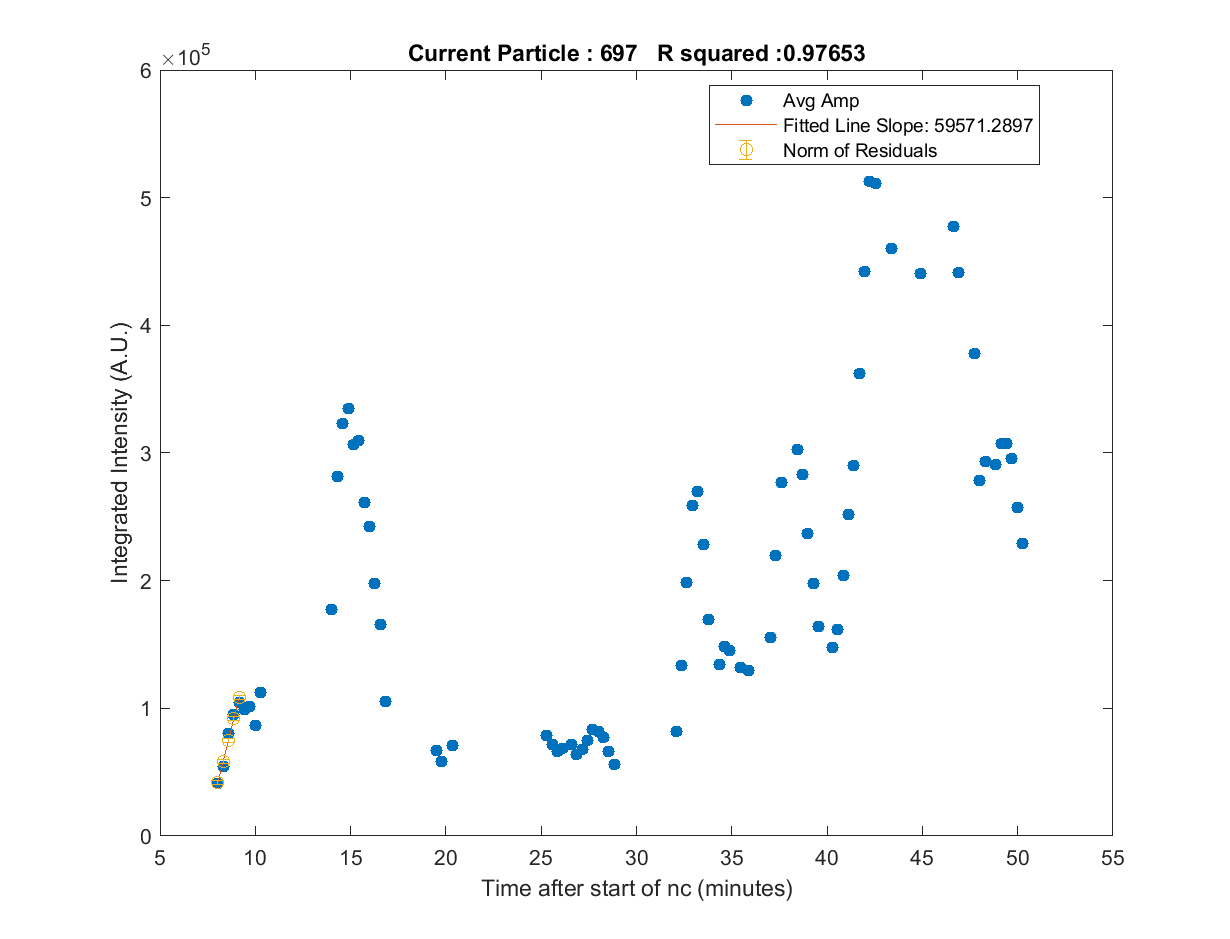 Current Particle : 697   R squared :0.97653
×10^5
6
5
4
3
2
1
0
Integrated Intensity (A.U.)
Avg Amp
Fitted Line Slope: 59571.2897
Norm of Residuals
5 10 15 20 25 30 35 40 45 50 55
Time after start of nc (minutes)